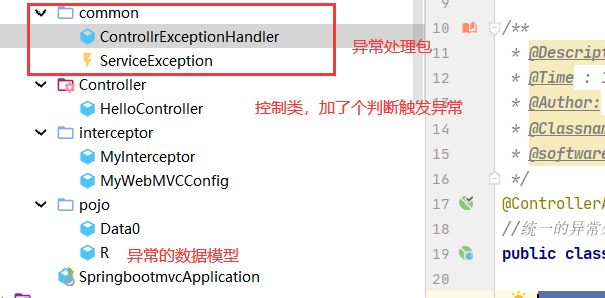 common
ControllrExceptionHandler
ServiceException
异常处理包
Controller
HelloController
控制类，加了个判断触发异常
interceptor
MyInterceptor
MyWebMVCConfig
pojo
Data0
R
异常的数据模型
SpringbootmvcApplication
9
10 /**
11 * @Descript
12 * @Time : 1
13 * @Author:
14 * @Classnam
15 * @software
16 */
17 @ControllerA
18 //统一的异常
19 public class
20